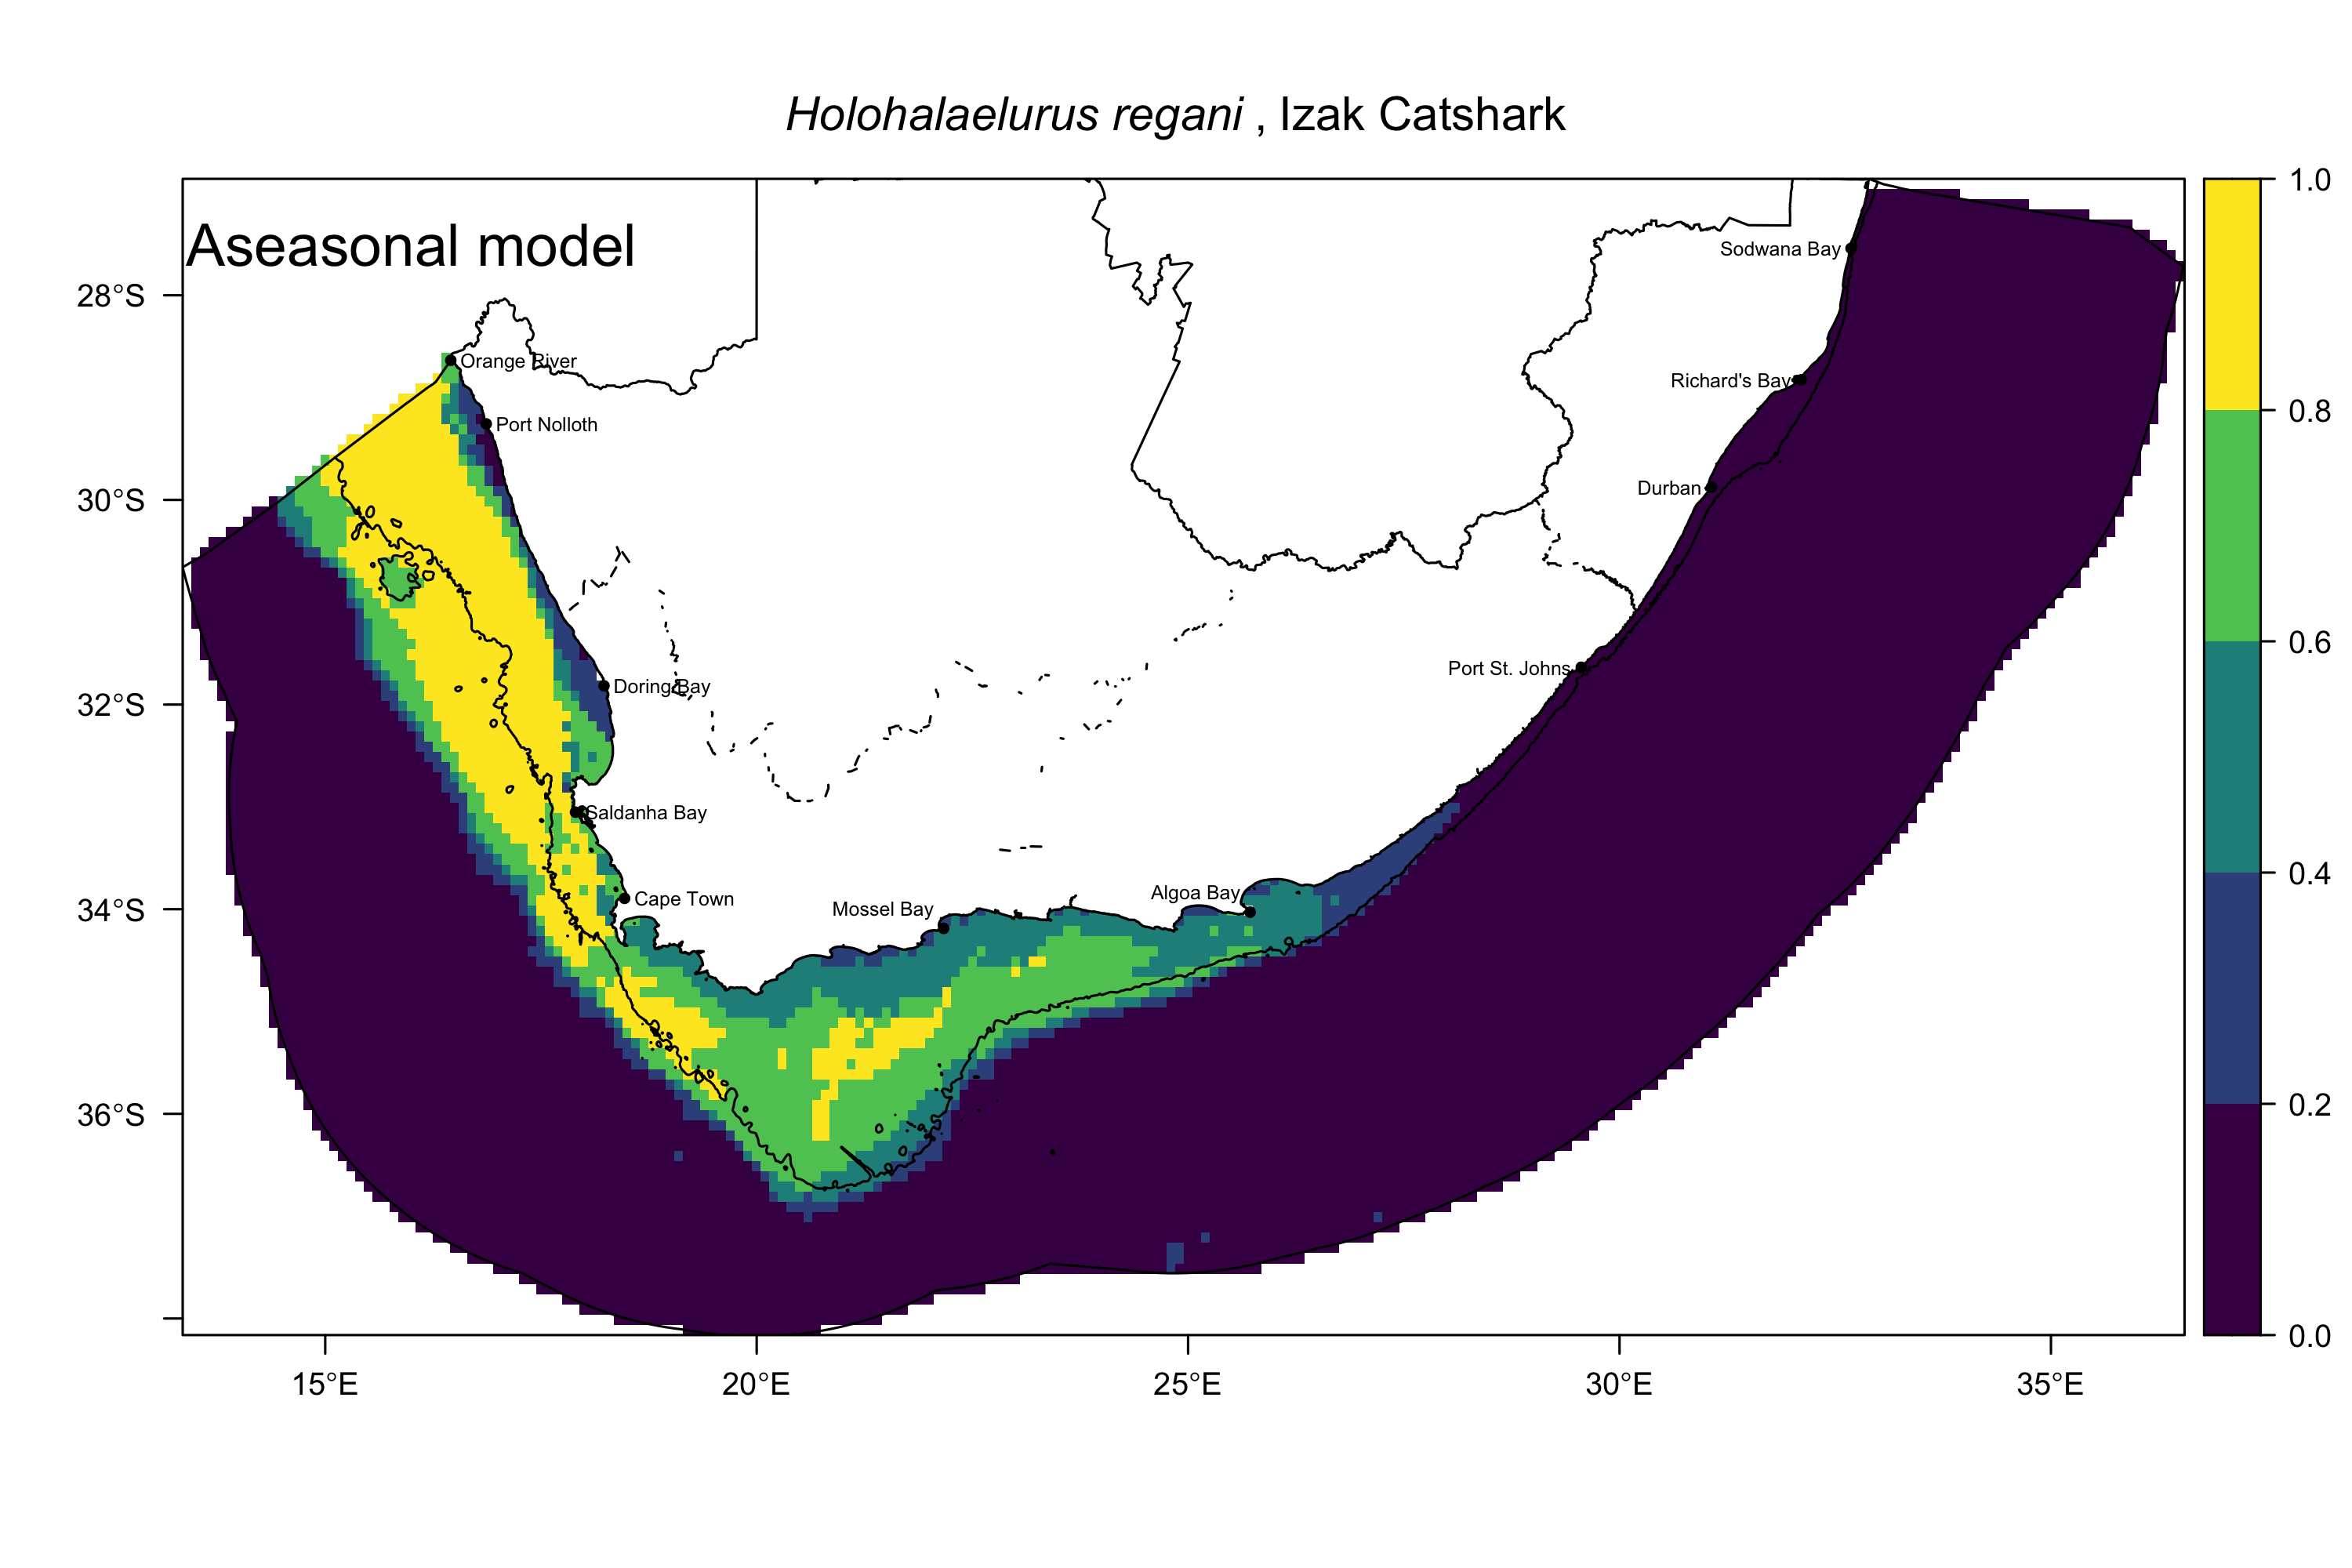 Holohalaelurus regani , Izak Catshark
Aseasonal model
1.0
0.8
0.6
0.4
0.2
0.0
28°S
30°S
32°S
34°S
36°S
Sodwana Bay
Orange River
Richard's Bay
Port Nolloth
Durban
Port St. Johns
Doring Bay
Saldanha Bay
Cape Town
Algoa Bay
Mossel Bay
15°E
20°E
25°E
30°E
35°E